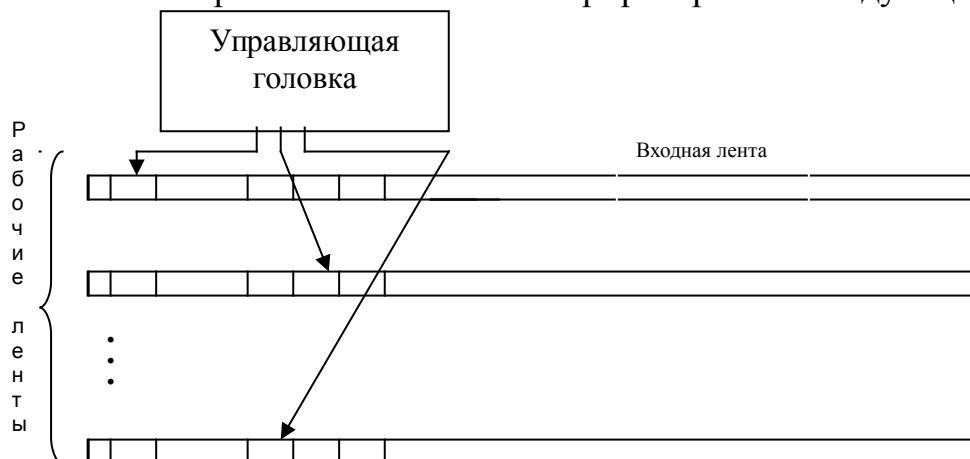 Управляющая
головка
Входная лента
Рабочие ленты